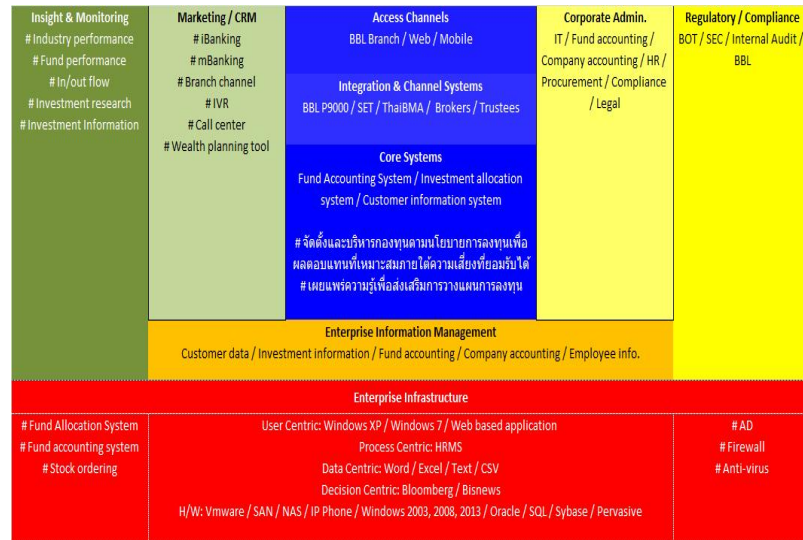 Insight & Monitoring
# Industry performance
# Fund performance
# In/out flow
# Investment research
# Investment Information
Marketing / CRM
# iBanking
# mBanking
# Branch channel
# IVR
# Call center
# Wealth planning tool
Access Channels
BBL Branch / Web / Mobile
Integration & Channel Systems
BBL P9000 / SET / ThaiBMA / Brokers / Trustees
Core Systems
Fund Accounting System / Investment allocation
system / Customer information system
# จัดตั้งและบริหารกองทุนตามนโยบายการลงทุนเพื่อ
ผลตอบแทนที่เหมาะสมภายใต้ความเสี่ยงที่ยอมรับได้
# เผยแพร่ความรู้เพื่อส่งเสริมการวางแผนการลงทุน
Corporate Admin.
IT / Fund accounting /
Company accounting / HR /
Procurement / Compliance
/ Legal
Regulatory / Compliance
BOT / SEC / Internal Audit /
BBL
Enterprise Information Management
Customer data / Investment information / Fund accounting / Company accounting / Employee info.
Enterprise Infrastructure
# Fund Allocation System
# Fund accounting system
# Stock ordering
User Centric: Windows XP / Windows 7 / Web based application
Process Centric: HRMS
Data Centric: Word / Excel / Text / CSV
Decision Centric: Bloomberg / Bisnews
H/W: Vmware / SAN / NAS / IP Phone / Windows 2003, 2008, 2013 / Oracle / SQL / Sybase / Pervasive
# AD
# Firewall
# Anti-virus